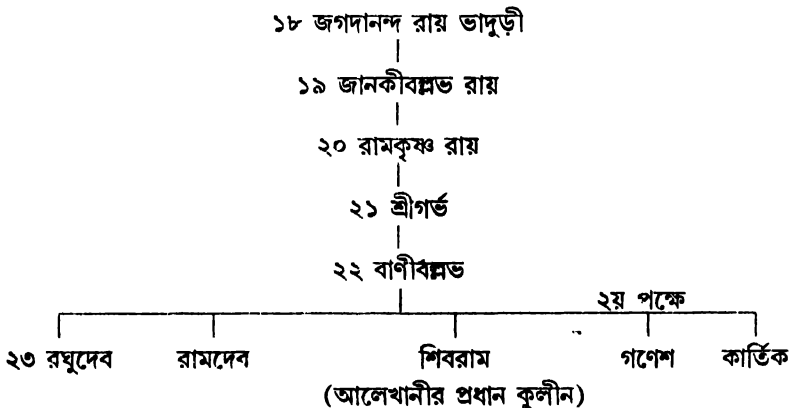 ১৮ জগদানন্দ রায় ভাদুড়ী
১৯ জানকীবল্লভ রায়
২০ রামকৃষ্ণ রায়
২১ শ্রীগর্ভ
২২ বাণীবল্লভ
২য় পক্ষে
২৩ রঘুদেব রামদেব শিবরাম গণেশ কার্তিক
(আলেখানীর প্রধান কুলীন)